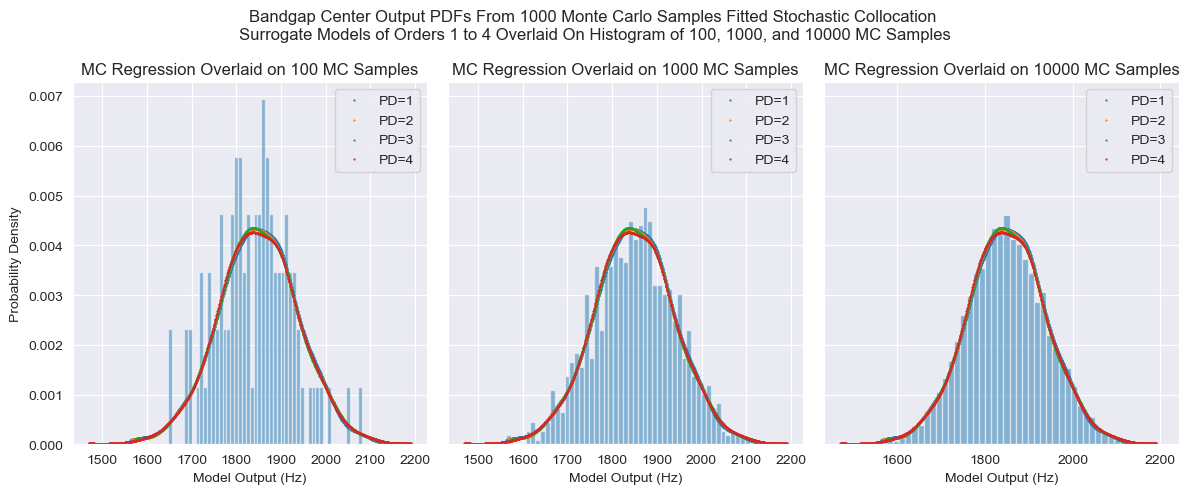 Bandgap Center Output PDFs From 1000 Monte Carlo Samples Fitted Stochastic Collocation
Surrogate Models of Orders 1 to 4 Overlaid On Histogram of 100, 1000, and 10000 MC Samples
MC Regression Overlaid on 100 MC Samples
PD=1
PD=2
PD=3
PD=4
0.007
0.006
0.005
0.004
0.003
0.002
0.001
0.000
Probability Density
1500 1600 1700 1800 1900 2000 2100 2200
Model Output (Hz)
MC Regression Overlaid on 1000 MC Samples
PD=1
PD=2
PD=3
PD=4
1500 1600 1700 1800 1900 2000 2100 2200
Model Output (Hz)
MC Regression Overlaid on 10000 MC Samples
PD=1
PD=2
PD=3
PD=4
1600 1800 2000 2200
Model Output (Hz)